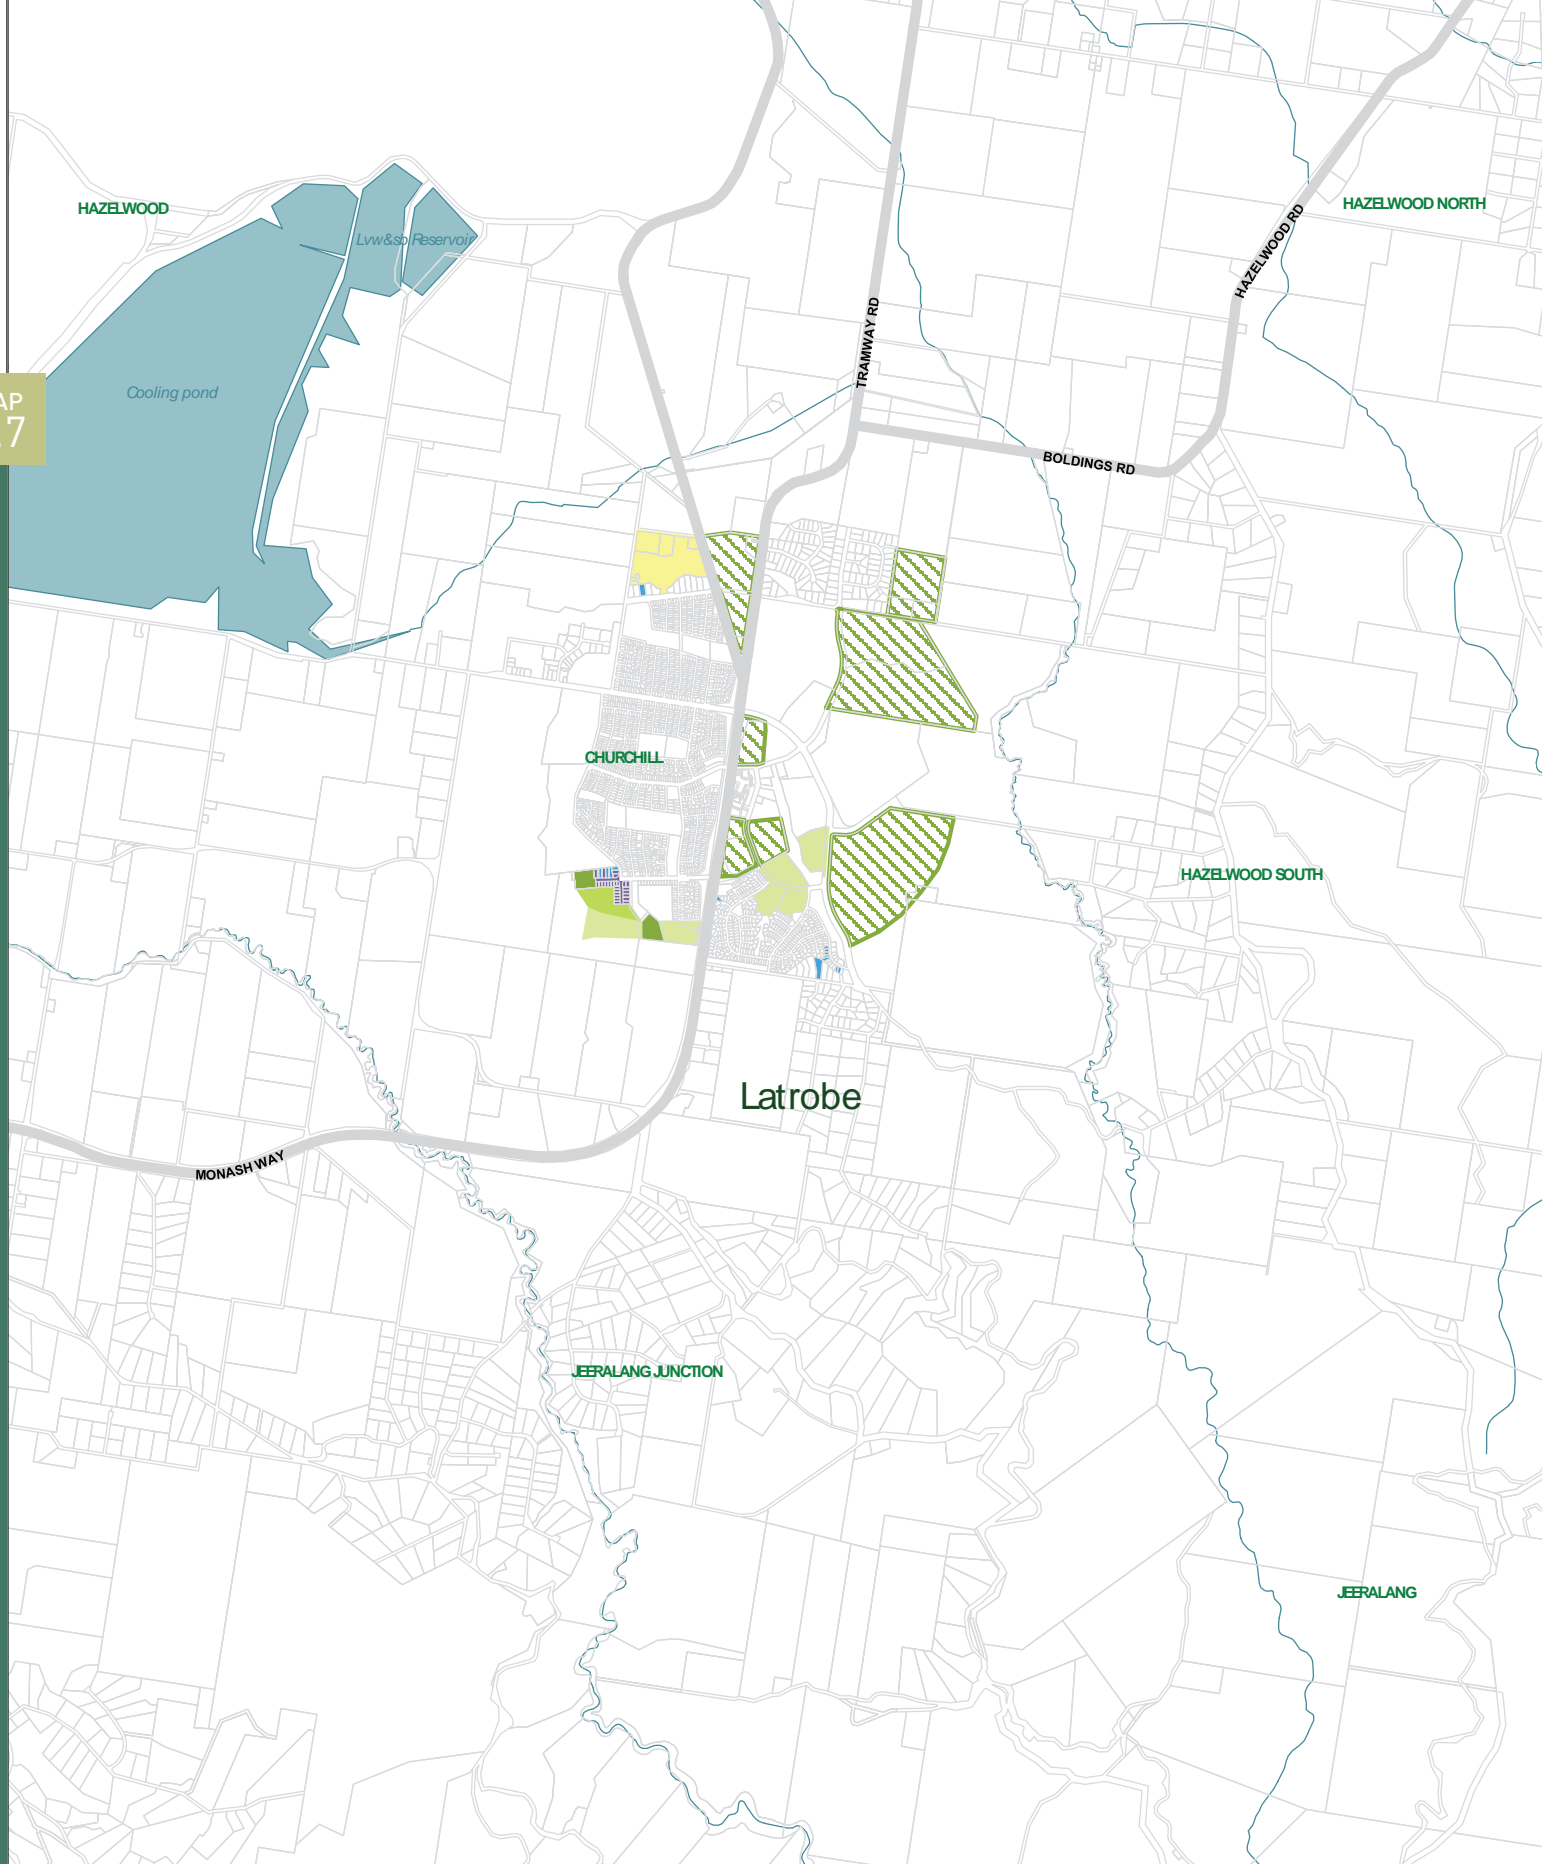 HAZELWOOD
HAZELWOOD NORTH
Lvw&sb Reservoir
HAZELWOOD RD
TRAMWAY RD
Cooling pond
AP
.7
BOLDINGS RD
CHURCHILL
HAZELWOOD SOUTH
Latrobe
MONASH WAY
JEERALANG JUNCTION
JEERALANG